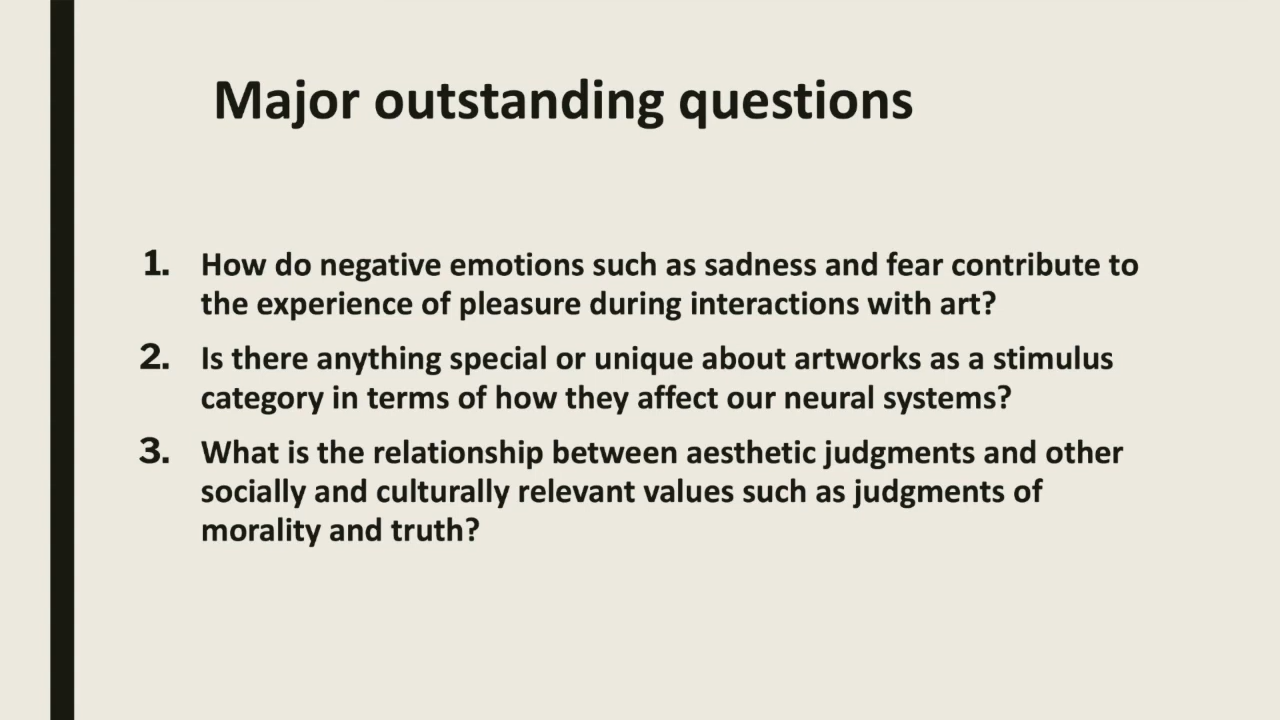 Major outstanding questions
1. How do negative emotions such as sadness and fear contribute to
the experience of pleasure during interactions with art?
2. Is there anything special or unique about artworks as a stimulus
category in terms of how they affect our neural systems?
3. What is the relationship between aesthetic judgments and other
socially and culturally relevant values such as judgments of
morality and truth?